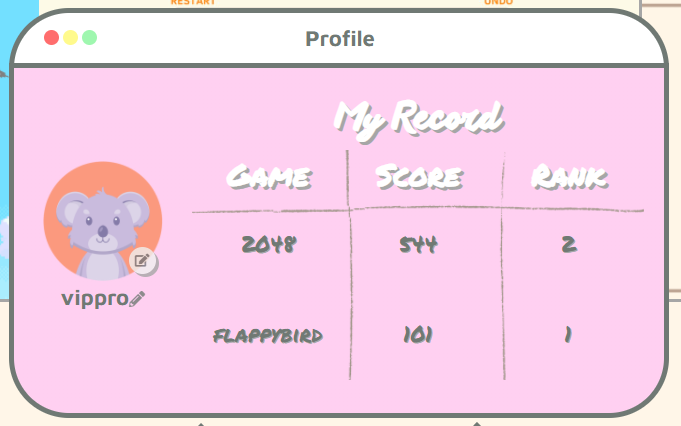 RESTART UNDO
Profile
My Record
GAME SCORE RANK
2048 544 2
vippro
FLAPPYBIRD 101 1